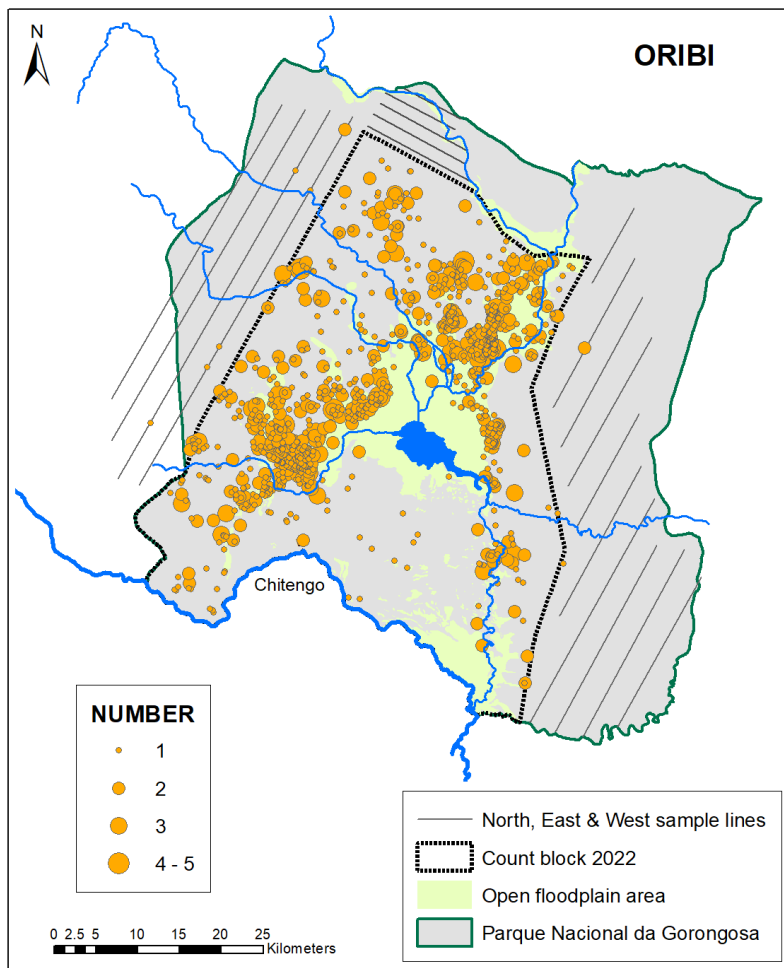 N
ORIBI
Chitengo
NUMBER
1
2
3
4 - 5
North, East & West sample lines
Count block 2022
Open floodplain area
Parque Nacional da Gorongosa
0 2.5 5 10 15 20 25
Kilometers